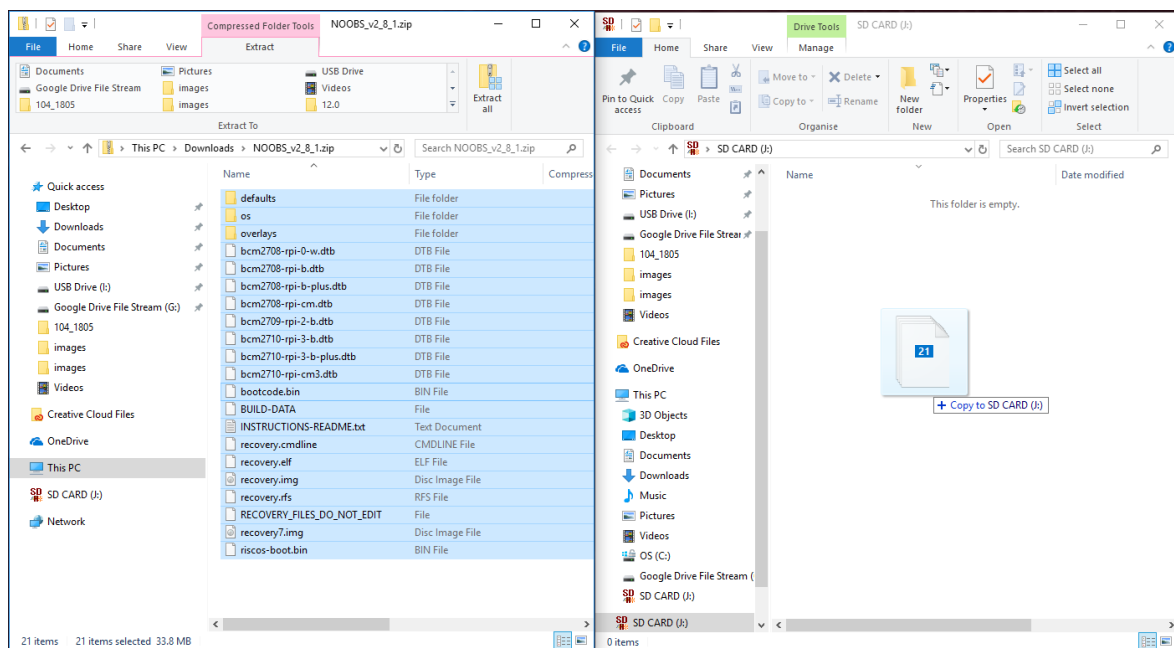 Compressed Folder Tools NOOBS_v2_8_1.zip
File Home Share View Extract
Documents Pictures USB Drive
Google Drive File Stream images Videos
104_1805 images 12.0
Extract all
Extract To
This PC > Downloads > NOOBS_v2_8_1.zip Search NOOBS_v2_8_1.zip
Quick access
Desktop
Downloads
Documents
Pictures
USB Drive (I:)
Google Drive File Stream (G:)
104_1805
images
images
Videos
Creative Cloud Files
OneDrive
This PC
SD CARD (J:)
Network
Name Type Compress
defaults File folder
os File folder
overlays File folder
bcm2708-rpi-0-w.dtb DTB File
bcm2708-rpi-b.dtb DTB File
bcm2708-rpi-b-plus.dtb DTB File
bcm2708-rpi-cm.dtb DTB File
bcm2709-rpi-2-b.dtb DTB File
bcm2710-rpi-3-b.dtb DTB File
bcm2710-rpi-3-b-plus.dtb DTB File
bcm2710-rpi-cm3.dtb DTB File
bootcode.bin BIN File
BUILD-DATA File
INSTRUCTIONS-README.txt Text Document
recovery.cmdline CMDLINE File
recovery.elf ELF File
recovery.img Disc Image File
recovery.rfs RFS File
RECOVERY_FILES_DO_NOT_EDIT File
recovery7.img Disc Image File
riscos-boot.bin BIN File
21 items 21 items selected 33.8 MB
Drive Tools SD CARD (J:)
File Home Share View Manage
Pin to Quick access
Copy
Paste
Clipboard
Move to
Copy to
Delete
Rename
Organise
New folder
New
Properties
Open
Select all
Select none
Invert selection
Select
SD CARD (J:) Search SD CARD (J:)
Documents
Pictures
USB Drive (I:)
Google Drive File Strear
104_1805
images
images
Videos
Creative Cloud Files
OneDrive
This PC
3D Objects
Desktop
Documents
Downloads
Music
Pictures
Videos
OS (C:)
Google Drive File Stream (
SD CARD (J:)
SD CARD (J:)
Name Date modified
This folder is empty.
21
+ Copy to SD CARD (J:)
0 items